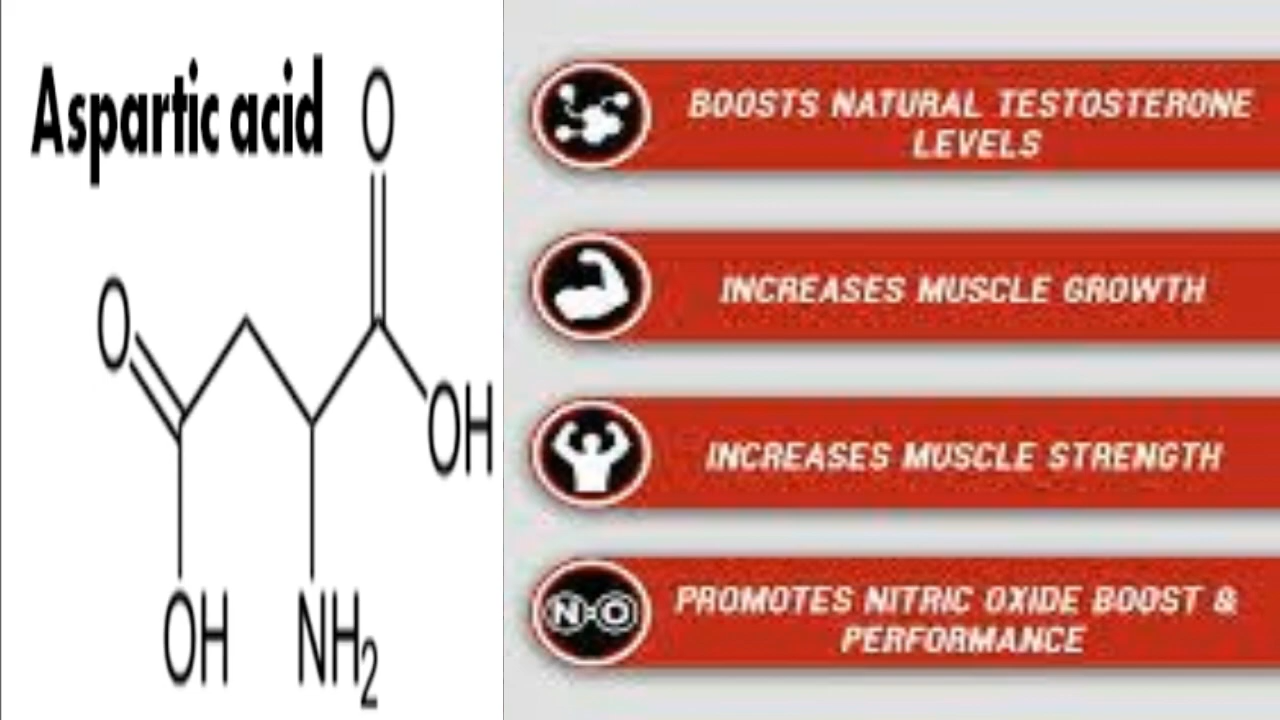 Aspartic acid
O
O
OH
OH
NH2
BOOSTS NATURAL TESTOSTERONE
LEVELS
INCREASES MUSCLE GROWTH
INCREASES MUSCLE STRENGTH
N O
PROMOTES NITRIC OXIDE BOOST &
PERFORMANCE